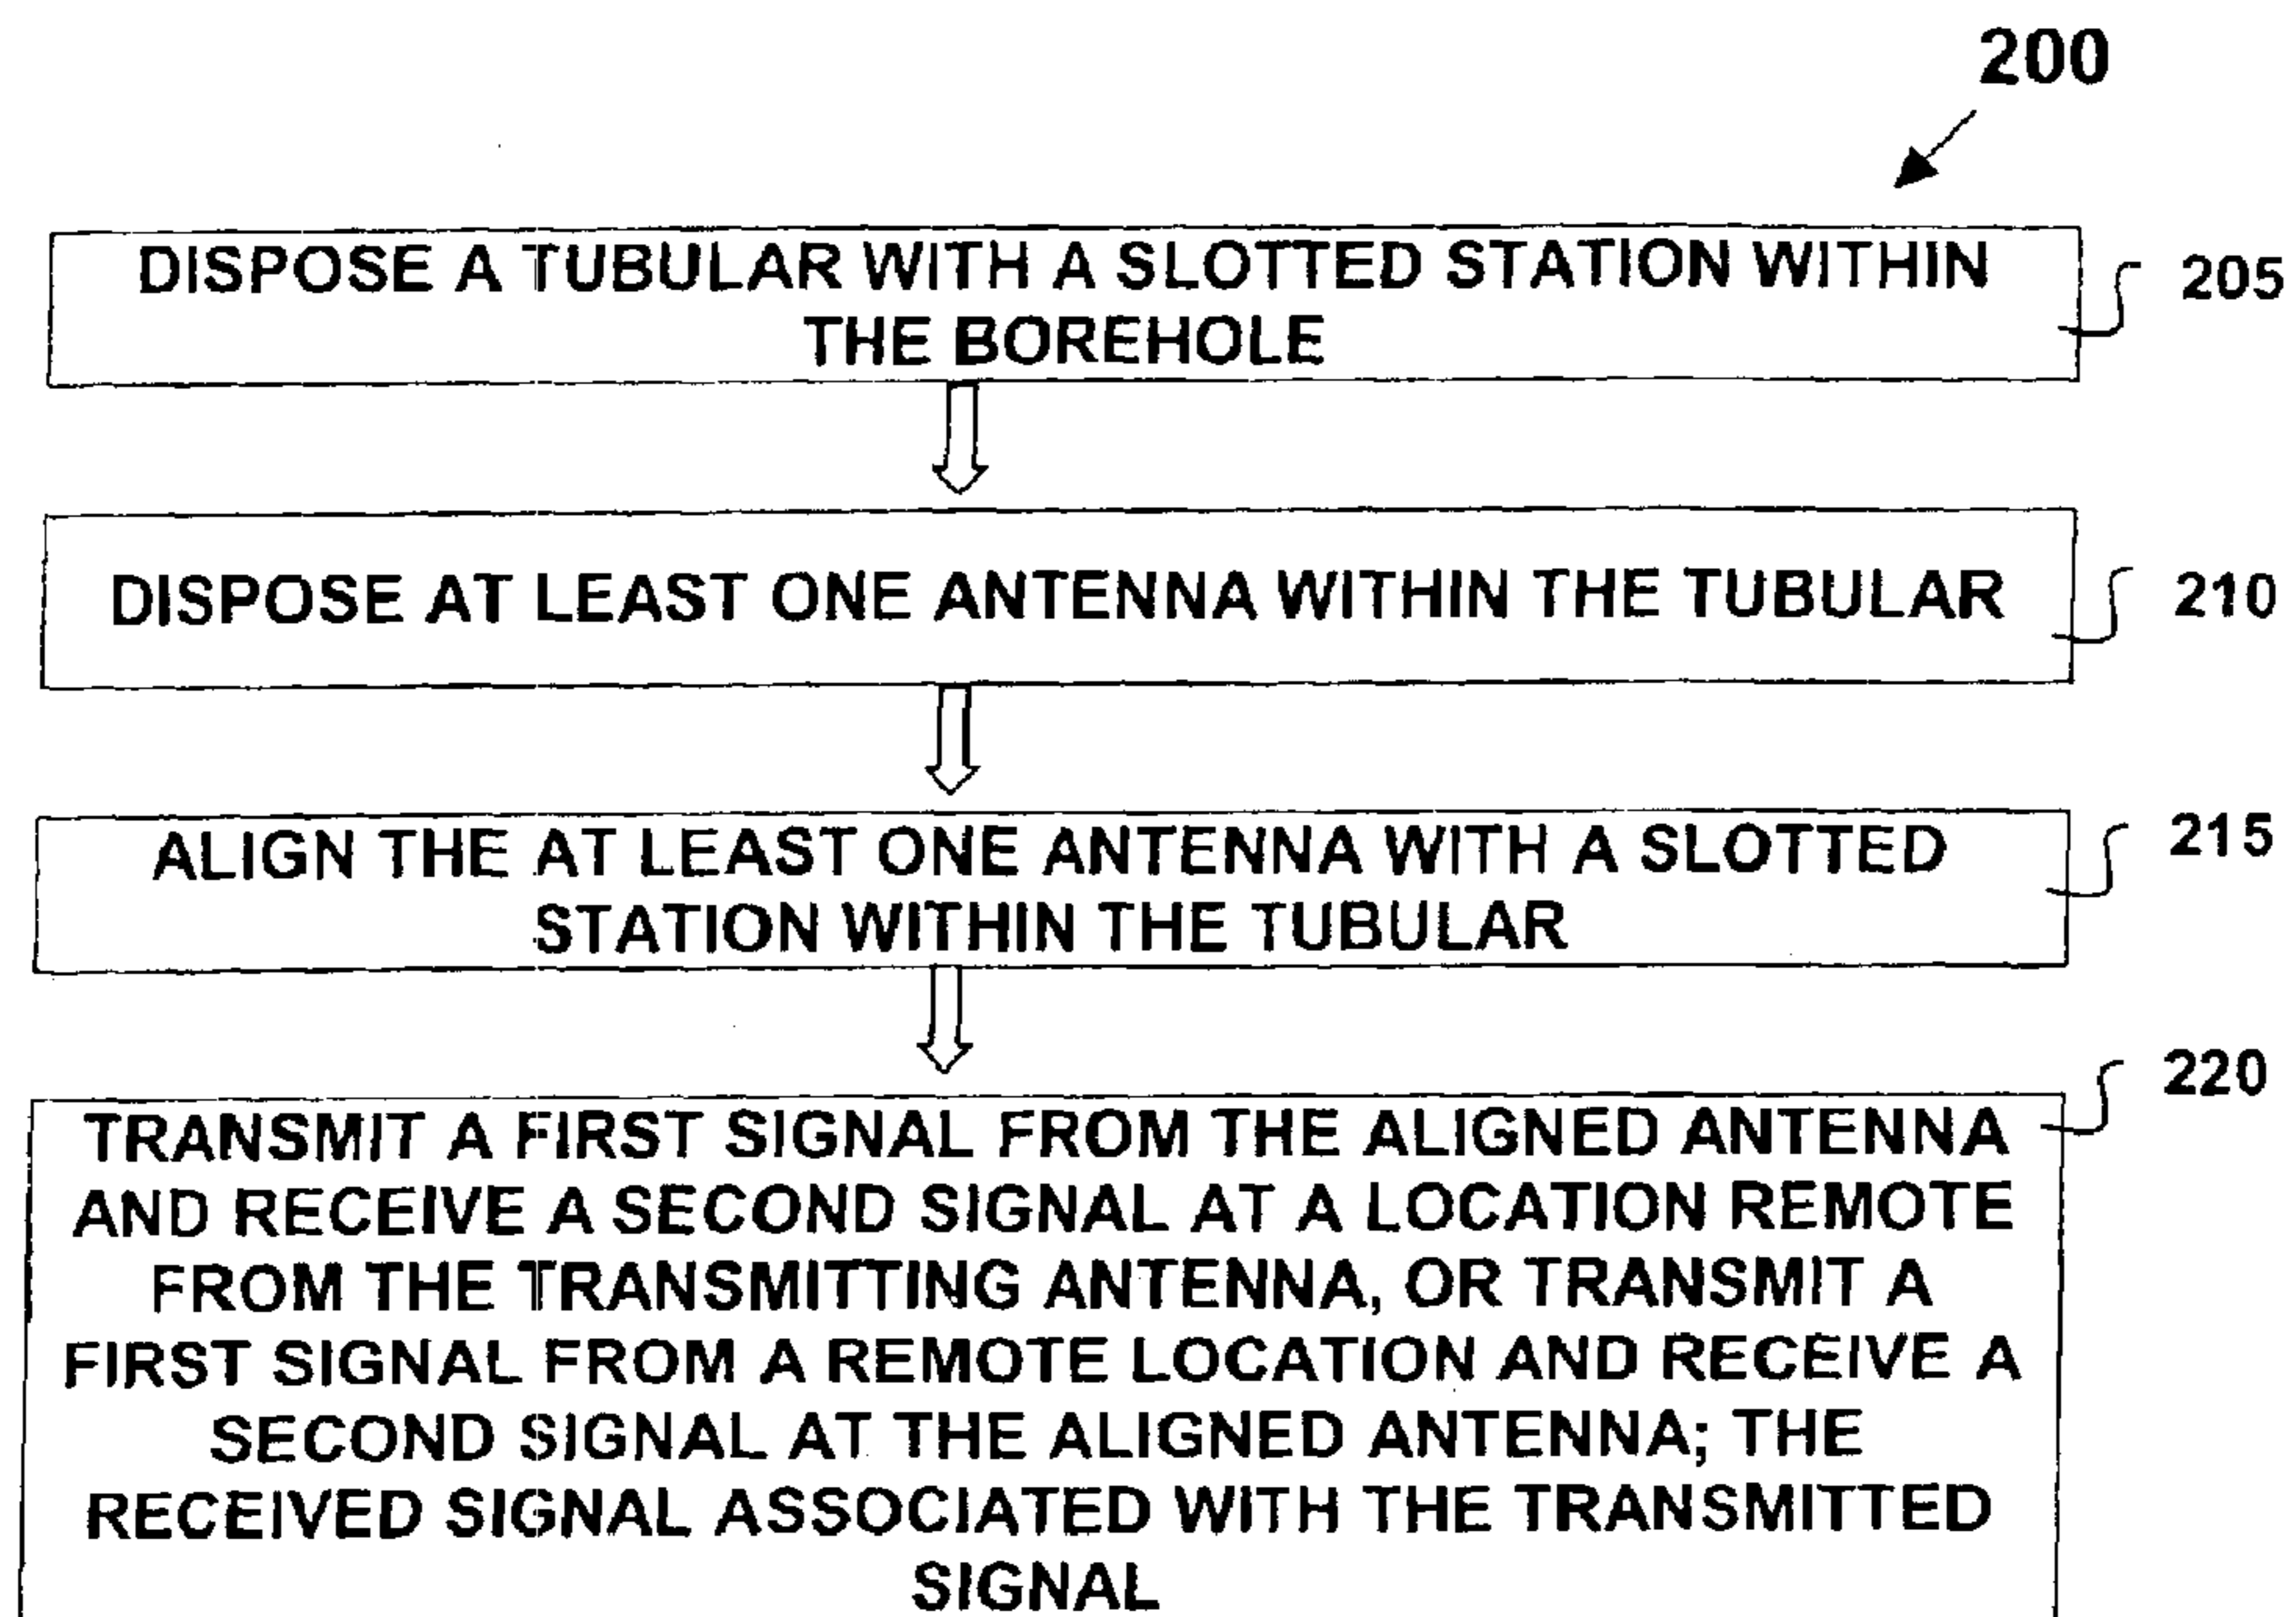 200
DISPOSE A TUBULAR WITH A SLOTTED STATION WITHIN
THE BOREHOLE
205
DISPOSE AT LEAST ONE ANTENNA WITHIN THE TUBULAR
210
ALIGN THE AT LEAST ONE ANTENNA WITH A SLOTTED
STATION WITHIN THE TUBULAR
215
220
TRANSMIT A FIRST SIGNAL FROM THE ALIGNED ANTENNA
AND RECEIVE A SECOND SIGNAL AT A LOCATION REMOTE
FROM THE TRANSMITTING ANTENNA, OR TRANSMIT A
FIRST SIGNAL FROM A REMOTE LOCATION AND RECEIVE A
SECOND SIGNAL AT THE ALIGNED ANTENNA; THE
RECEIVED SIGNAL ASSOCIATED WITH THE TRANSMITTED
SIGNAL